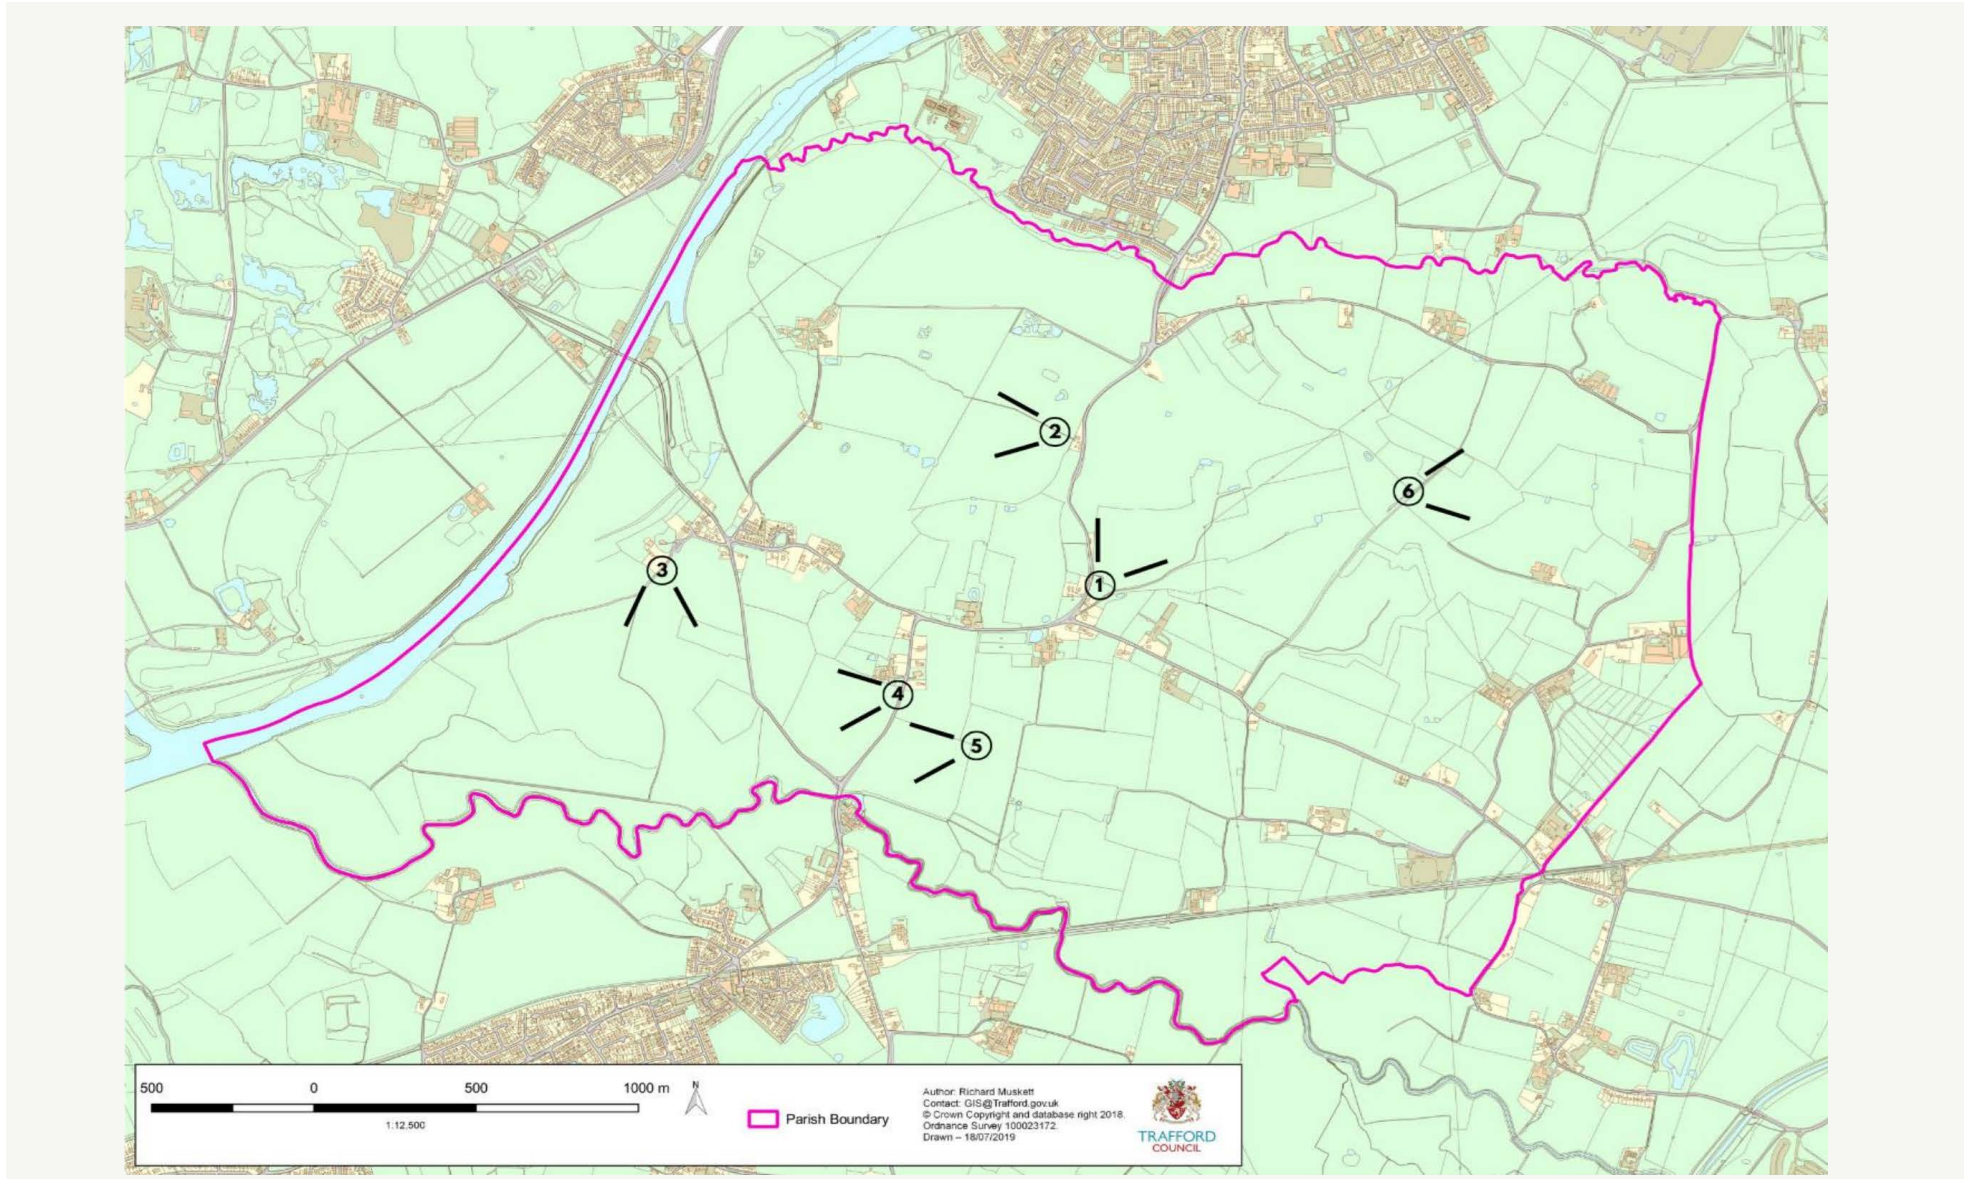 2
6
3
1
4
5
500 0 500 1000 m
N
1:12,500
Parish Boundary
Author: Richard Muskett
Contact: GIS@Trafford.gov.uk
© Crown Copyright and database right 2018.
Ordnance Survey 100023172.
Drawn – 18/07/2019
TRAFFORD
COUNCIL